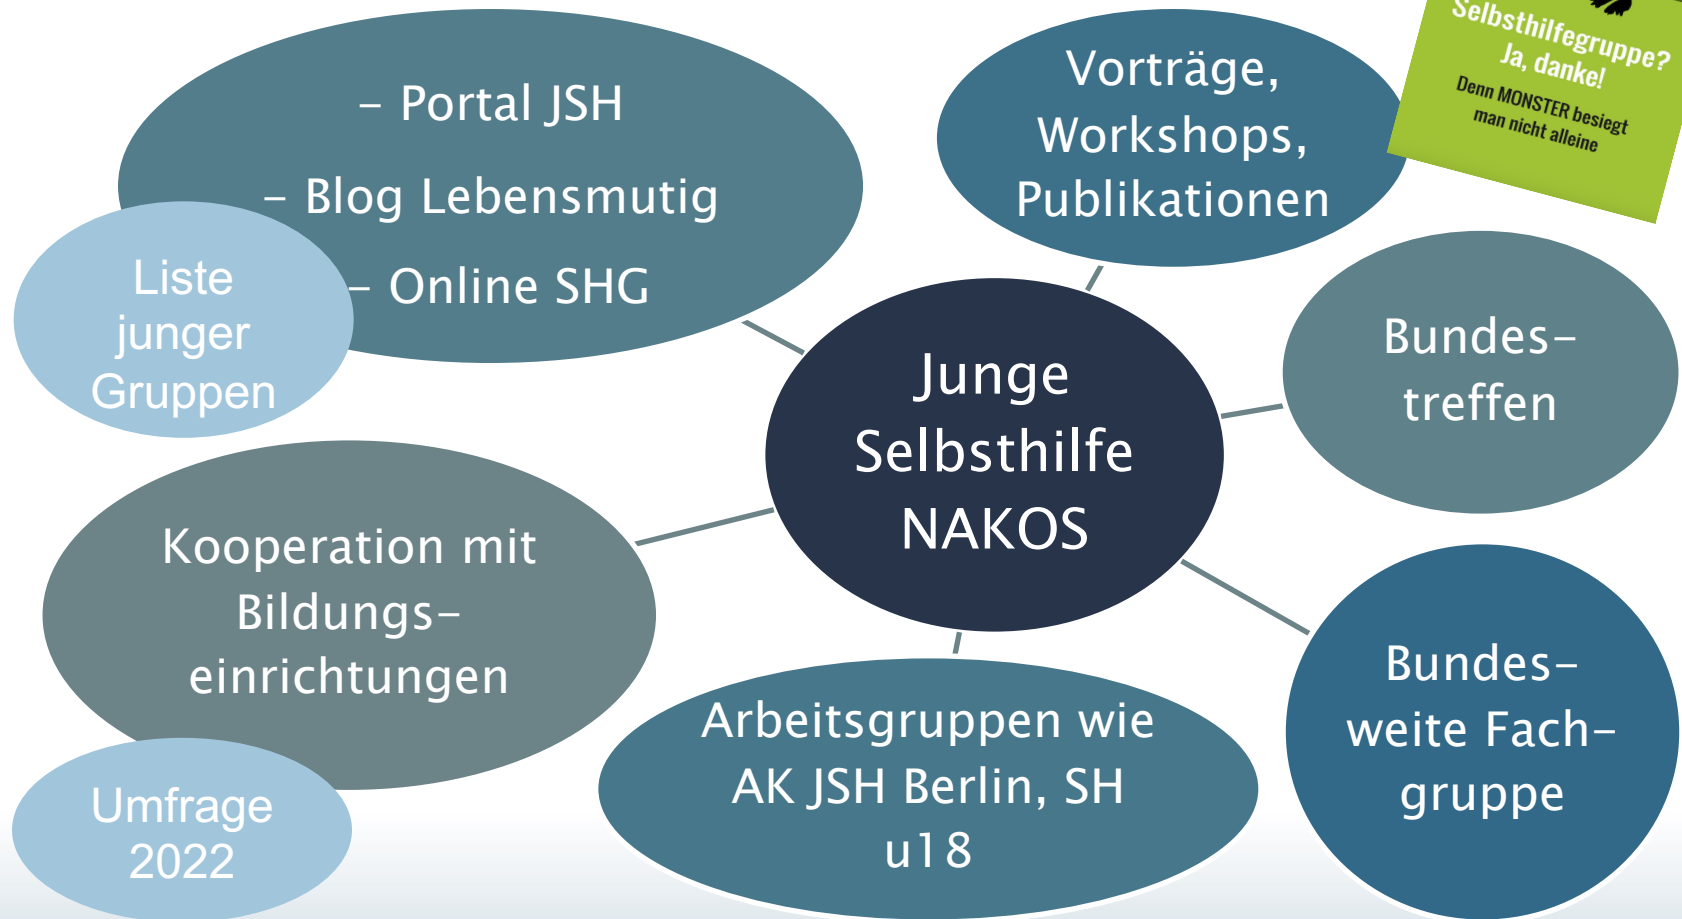 – Portal JSH
– Blog Lebensmutig
– Online SHG
Liste
junger
Gruppen
Vorträge,
Workshops,
Publikationen
Selbsthilfegruppe?
Ja, danke!
Denn MONSTER besiegt
man nicht alleine
Junge
Selbsthilfe
NAKOS
Bundes–
treffen
Kooperation mit
Bildungs–
einrichtungen
Umfrage
2022
Arbeitsgruppen wie
AK JSH Berlin, SH
u18
Bundes–
weite Fach–
gruppe